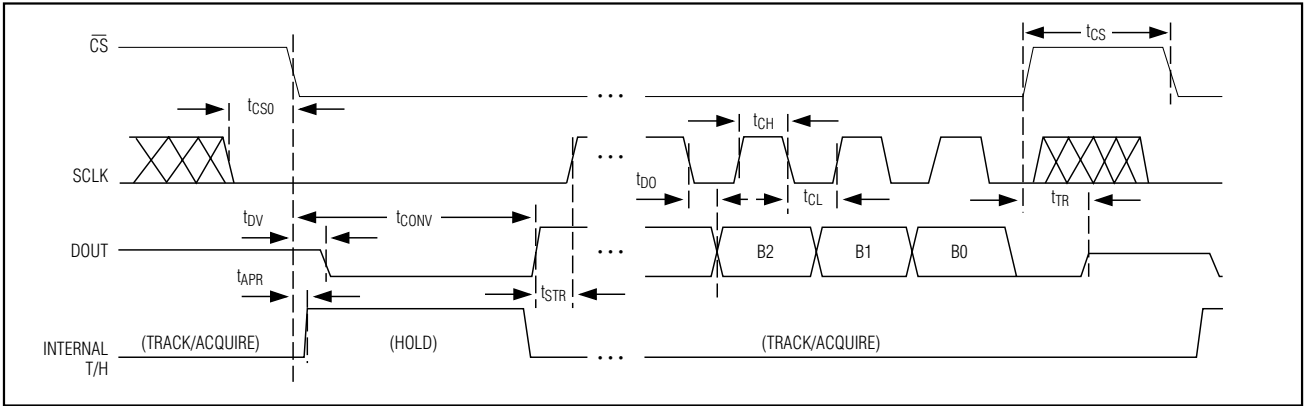 C̅S̅
tCS
tCS0
tCH
...
SCLK
...
tDO
tCL
tDV
tCONV
tTR
DOUT
...
B2
B1
B0
tAPR
tSTR
INTERNAL
T/H
(TRACK/ACQUIRE)
(HOLD)
...
(TRACK/ACQUIRE)